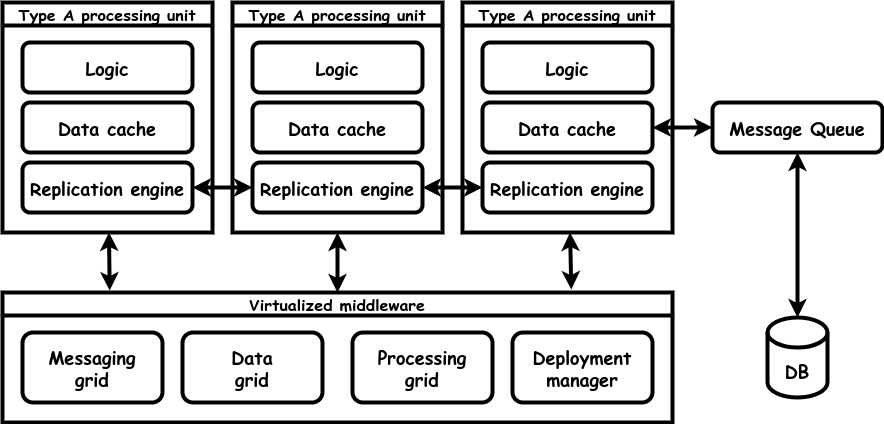 Type A processing unit
Type A processing unit
Type A processing unit
Logic
Logic
Logic
Data cache
Data cache
Data cache
Message Queue
Replication engine
Replication engine
Replication engine
Virtualized middleware
Messaging
grid
Data
grid
Processing
grid
Deployment
manager
DB